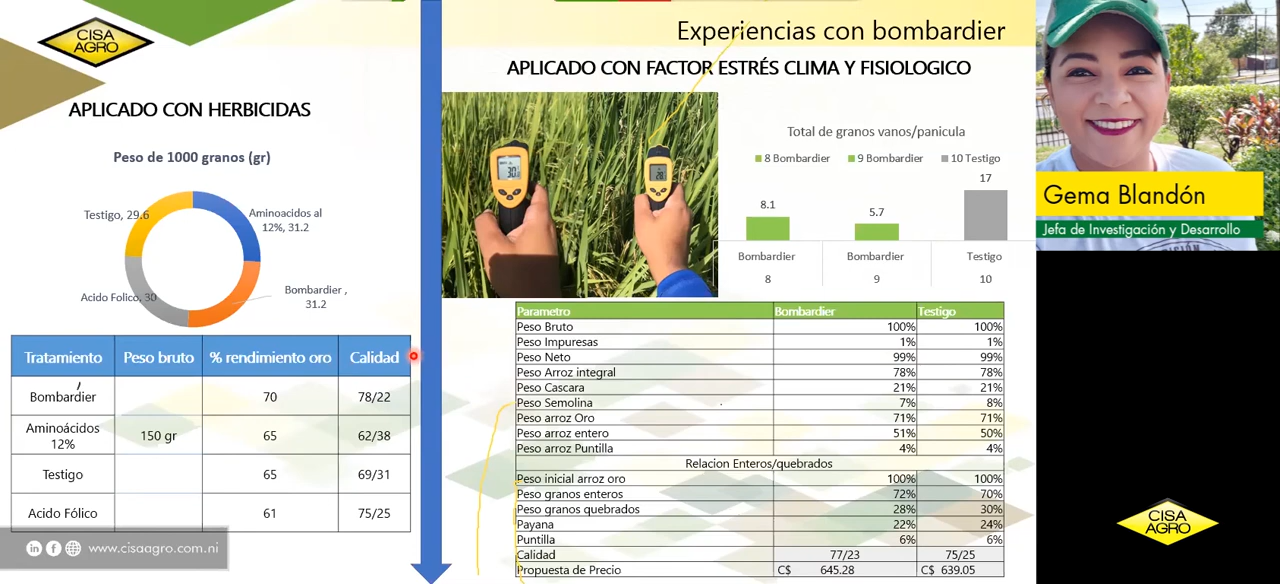 CISA
AGRO
Experiencias con bombardier
APLICADO CON HERBICIDAS
Peso de 1000 granos (gr)
Testigo, 29.6
Aminoacidos al
12%, 31.2
Acido Folico, 30
Bombardier ,
31.2
Tratamiento Peso bruto % rendimiento oro Calidad
Bombardier 70 78/22
Aminoácidos
12% 150 gr 65 62/38
Testigo 65 69/31
Acido Fólico 61 75/25
www.cisaagro.com.ni
APLICADO CON FACTOR ESTRÉS CLIMA Y FISIOLOGICO
Total de granos vanos/panicula
8 Bombardier 9 Bombardier 10 Testigo
8.1 5.7 17
Bombardier Bombardier Testigo
8 9 10
Parametro Bombardier Testigo
Peso Bruto 100% 100%
Peso Impuresas 1% 1%
Peso Neto 99% 99%
Peso Arroz integral 78% 78%
Peso Cascara 21% 21%
Peso Semolina 7% 8%
Peso arroz Oro 71% 71%
Peso arroz entero 51% 50%
Peso arroz Puntilla 4% 4%
Relacion Enteros/quebrados
Peso inicial arroz oro 100% 100%
Peso granos enteros 72% 70%
Peso granos quebrados 28% 30%
Payana 22% 24%
Puntilla 6% 6%
Calidad 77/23 75/25
Propuesta de Precio C$ 645.28 C$ 639.05
Gema Blandón
Jefa de Investigación y Desarrollo
CISA
AGRO